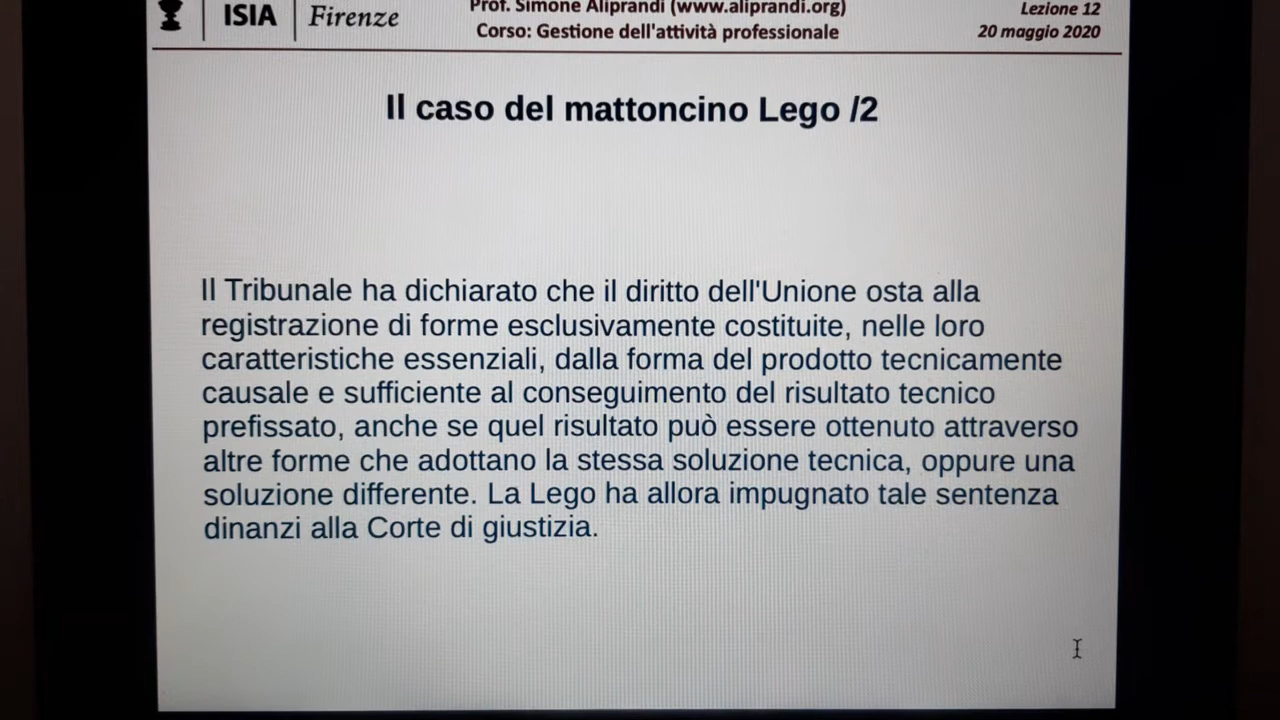 ISIA Firenze
Prof. Simone Aliprandi (www.aliprandi.org)
Corso: Gestione dell'attività professionale
Lezione 12
20 maggio 2020
Il caso del mattoncino Lego /2
Il Tribunale ha dichiarato che il diritto dell'Unione osta alla
registrazione di forme esclusivamente costituite, nelle loro
caratteristiche essenziali, dalla forma del prodotto tecnicamente
causale e sufficiente al conseguimento del risultato tecnico
prefissato, anche se quel risultato può essere ottenuto attraverso
altre forme che adottano la stessa soluzione tecnica, oppure una
soluzione differente. La Lego ha allora impugnato tale sentenza
dinanzi alla Corte di giustizia.